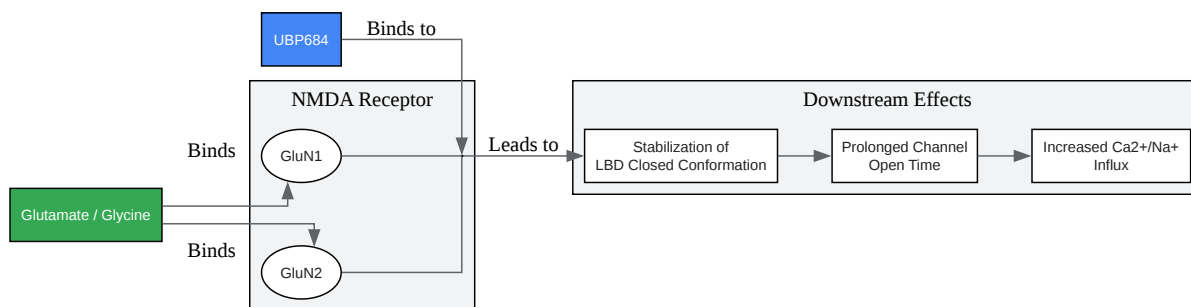 UBP684
Binds to
NMDA Receptor
Downstream Effects
Binds
GluN1
Leads to
Stabilization of
LBD Closed Conformation
Prolonged Channel
Open Time
Increased Ca2+/Na+
Influx
Glutamate / Glycine
Binds
GluN2